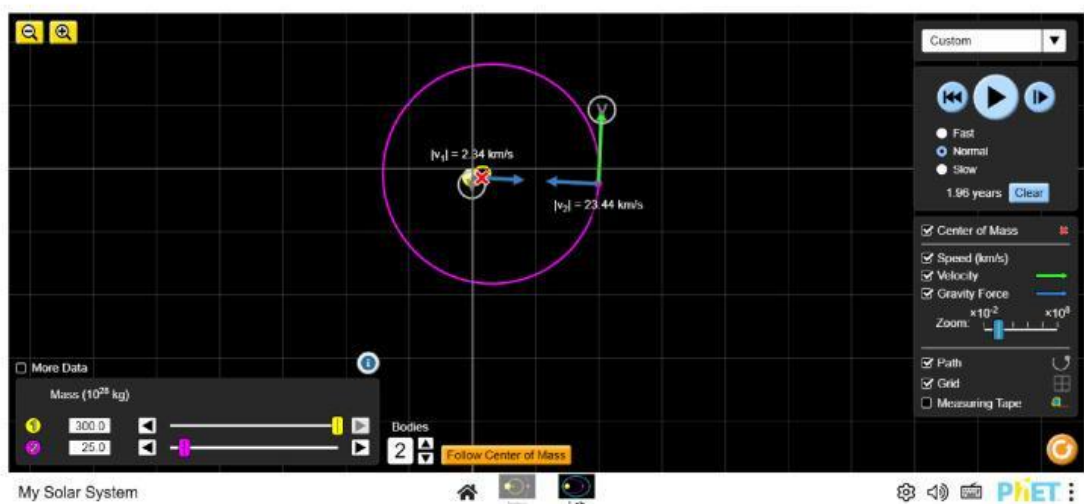 Custom
V
|v₁| = 2.34 km/s
|v₂| = 23.44 km/s
Fast
Normal
Slow
1.96 years Clear
Center of Mass
Speed (km/s)
Velocity
Gravity Force
×10⁻² ×10⁸
Zoom:
More Data
Path
Mass (10²⁸ kg)
Grid
1 300.0
Measuring Tape
2 25.0
Bodies
2
Follow Center of Mass
My Solar System
PhET